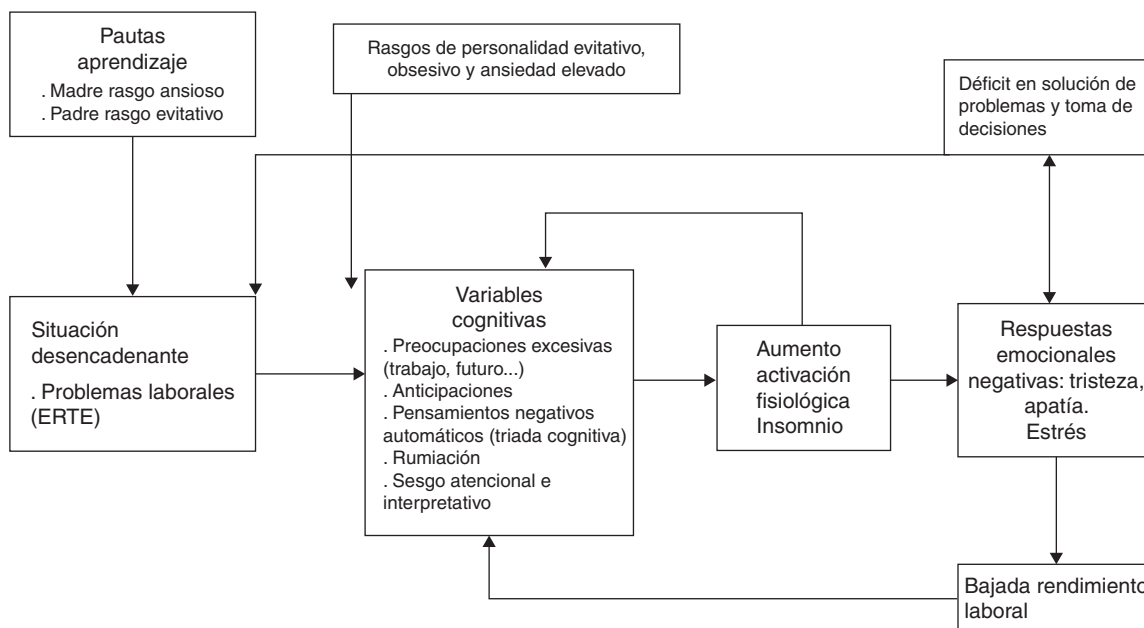 Pautas
aprendizaje
. Madre rasgo ansioso
. Padre rasgo evitativo
Rasgos de personalidad evitativo,
obsesivo y ansiedad elevado
Déficit en solución de
problemas y toma de
decisiones
Situación
desencadenante
. Problemas laborales
(ERTE)
Variables
cognitivas
. Preocupaciones excesivas
(trabajo, futuro...)
. Anticipaciones
. Pensamientos negativos
automáticos (triada cognitiva)
. Rumiación
. Sesgo atencional e
interpretativo
Aumento
activación
fisiológica
Insomnio
Respuestas
emocionales
negativas: tristeza,
apatía.
Estrés
Bajada rendimiento
laboral